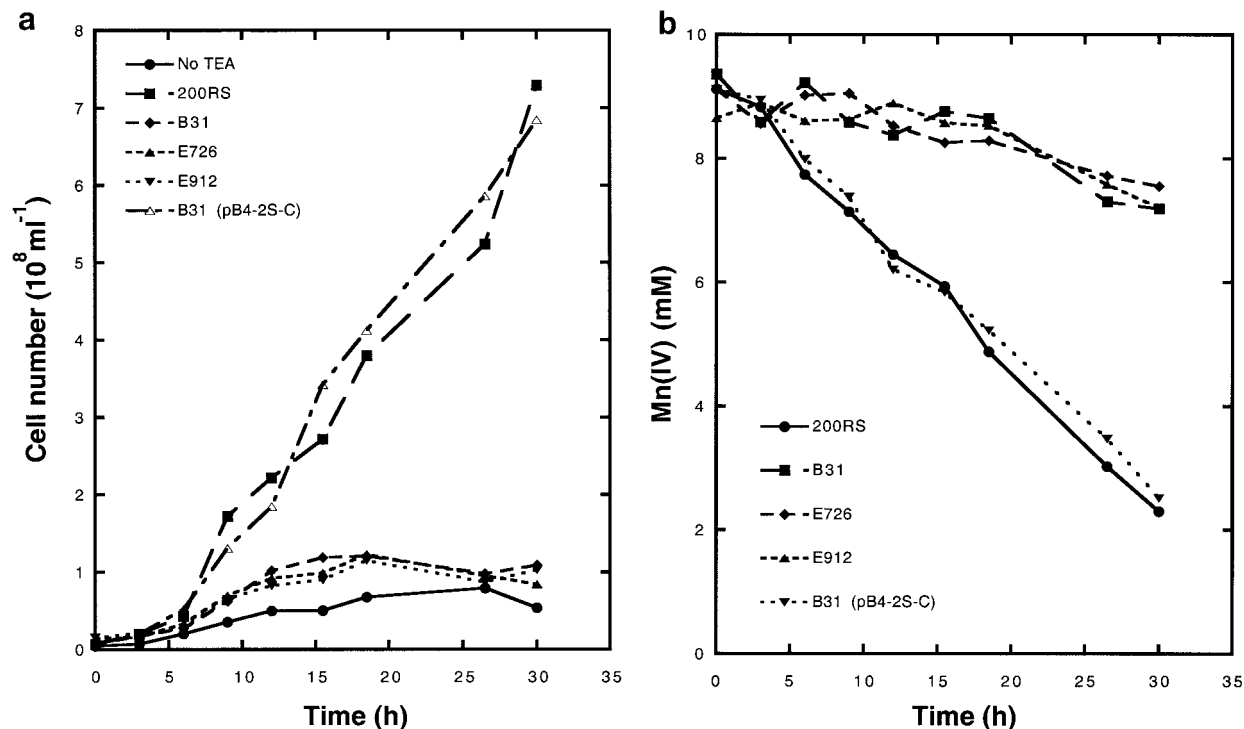 a
Cell number (10⁸ ml⁻¹)
8
7
6
5
4
3
2
1
0
No TEA
200RS
B31
E726
E912
B31 (pB4-2S-C)
0 5 10 15 20 25 30 35
Time (h)
b
Mn(IV) (mM)
10
8
6
4
2
0
200RS
B31
E726
E912
B31 (pB4-2S-C)
0 5 10 15 20 25 30 35
Time (h)